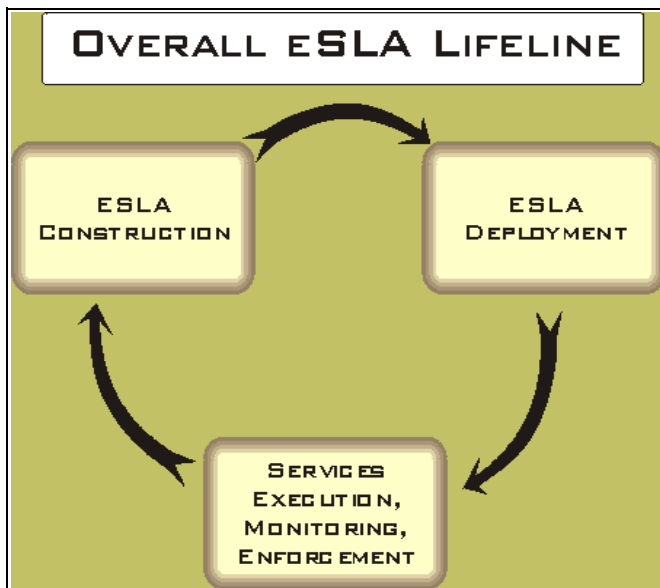 OVERALL ESLA LIFELINE
ESLA
CONSTRUCTION
ESLA
DEPLOYMENT
SERVICES
EXECUTION,
MONITORING,
ENFORCEMENT